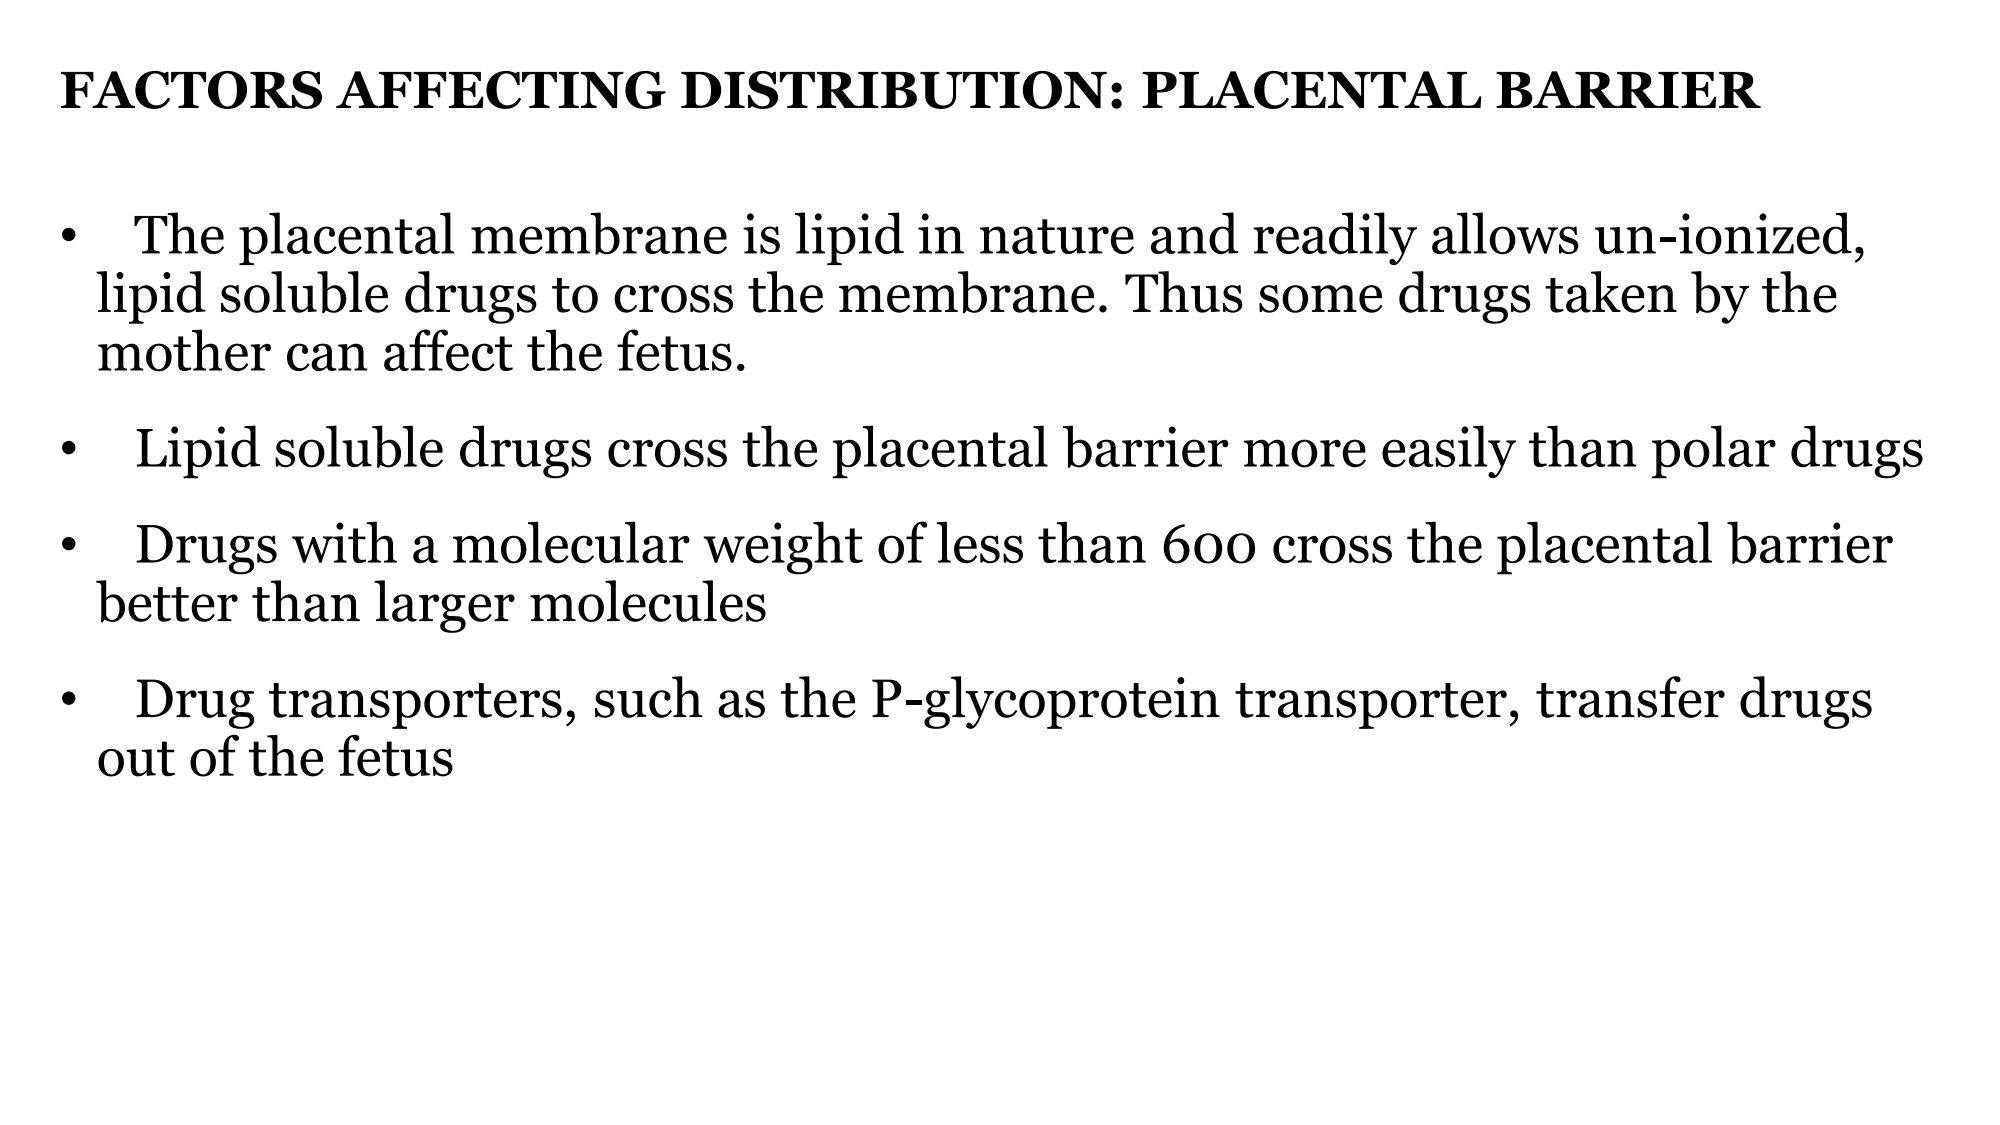 FACTORS AFFECTING DISTRIBUTION: PLACENTAL BARRIER
• The placental membrane is lipid in nature and readily allows un-ionized,
lipid soluble drugs to cross the membrane. Thus some drugs taken by the
mother can affect the fetus.
• Lipid soluble drugs cross the placental barrier more easily than polar drugs
• Drugs with a molecular weight of less than 600 cross the placental barrier
better than larger molecules
• Drug transporters, such as the P-glycoprotein transporter, transfer drugs
out of the fetus